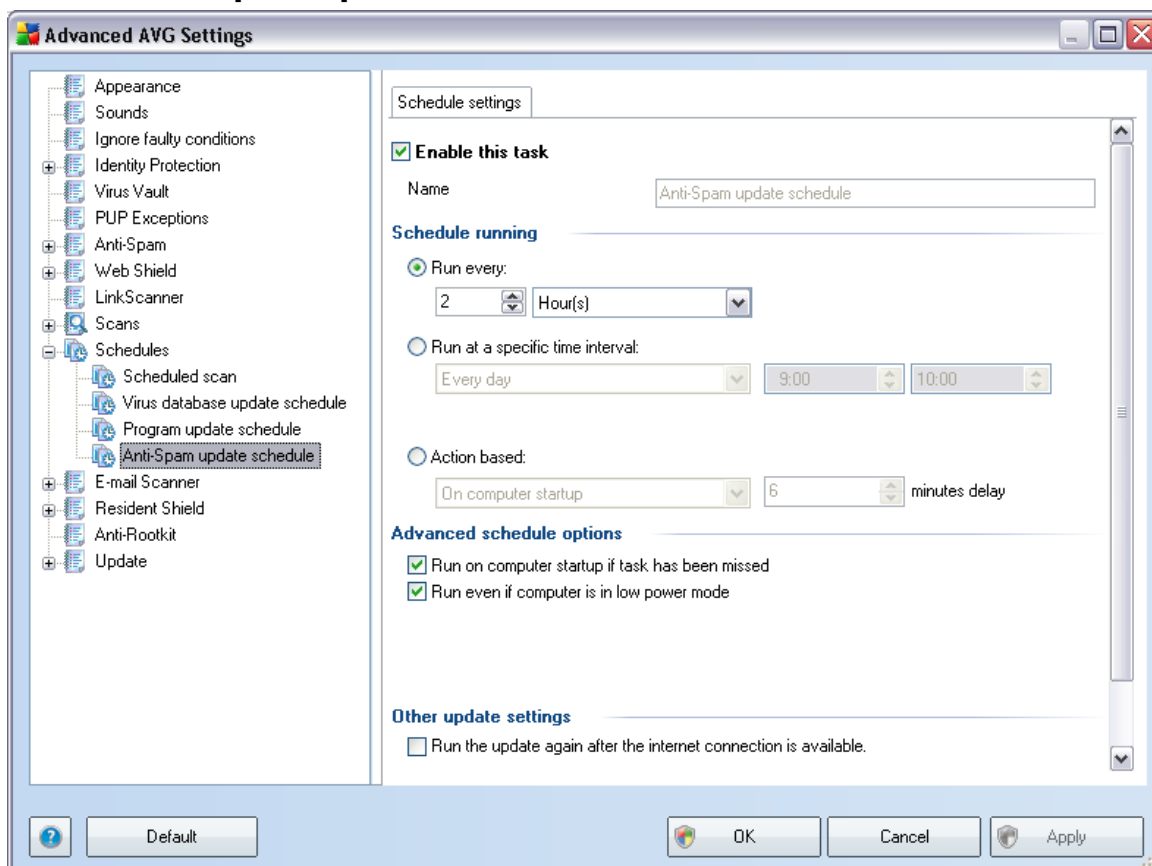 Advanced AVG Settings
Appearance
Sounds
Ignore faulty conditions
Identity Protection
Virus Vault
PUP Exceptions
Anti-Spam
Web Shield
LinkScanner
Scans
Schedules
Scheduled scan
Virus database update schedule
Program update schedule
Anti-Spam update schedule
E-mail Scanner
Resident Shield
Anti-Rootkit
Update
Schedule settings
Enable this task
Name Anti-Spam update schedule
Schedule running
Run every:
2 Hour(s)
Run at a specific time interval:
Every day 9:00 10:00
Action based:
On computer startup 6 minutes delay
Advanced schedule options
Run on computer startup if task has been missed
Run even if computer is in low power mode
Other update settings
Run the update again after the internet connection is available.
? Default OK Cancel Apply